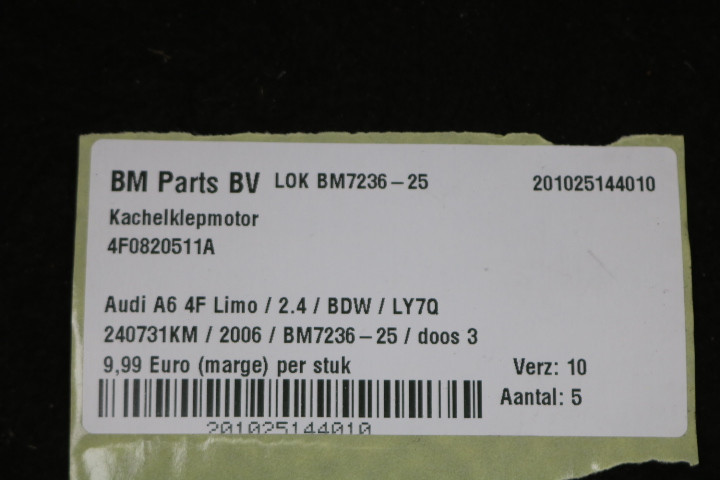 BM Parts BV LOK BM7236-25 201025144010
Kachelklepmotor
4F0820511A
Audi A6 4F Limo / 2.4 / BDW / LY7Q
240731KM / 2006 / BM7236-25 / doos 3
9,99 Euro (marge) per stuk Verz: 10
Aantal: 5
201025144010